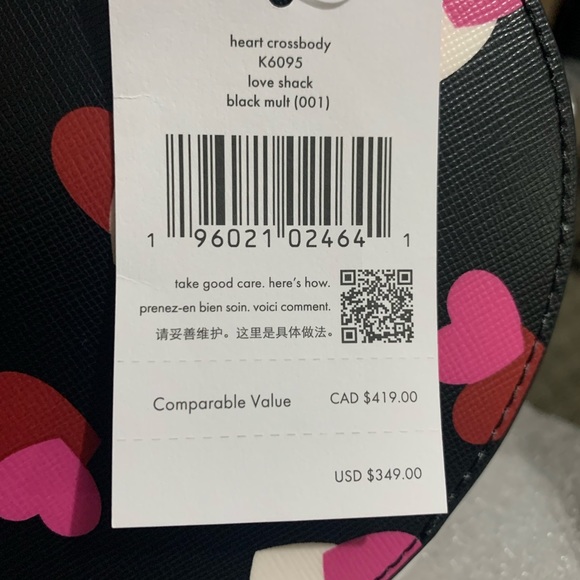 heart crossbody
K6095
love shack
black mult (001)
1 96021 02464 1
take good care. here's how.
prenez-en bien soin. voici comment.
请妥善维护。这里是具体做法。
Comparable Value CAD $419.00
USD $349.00